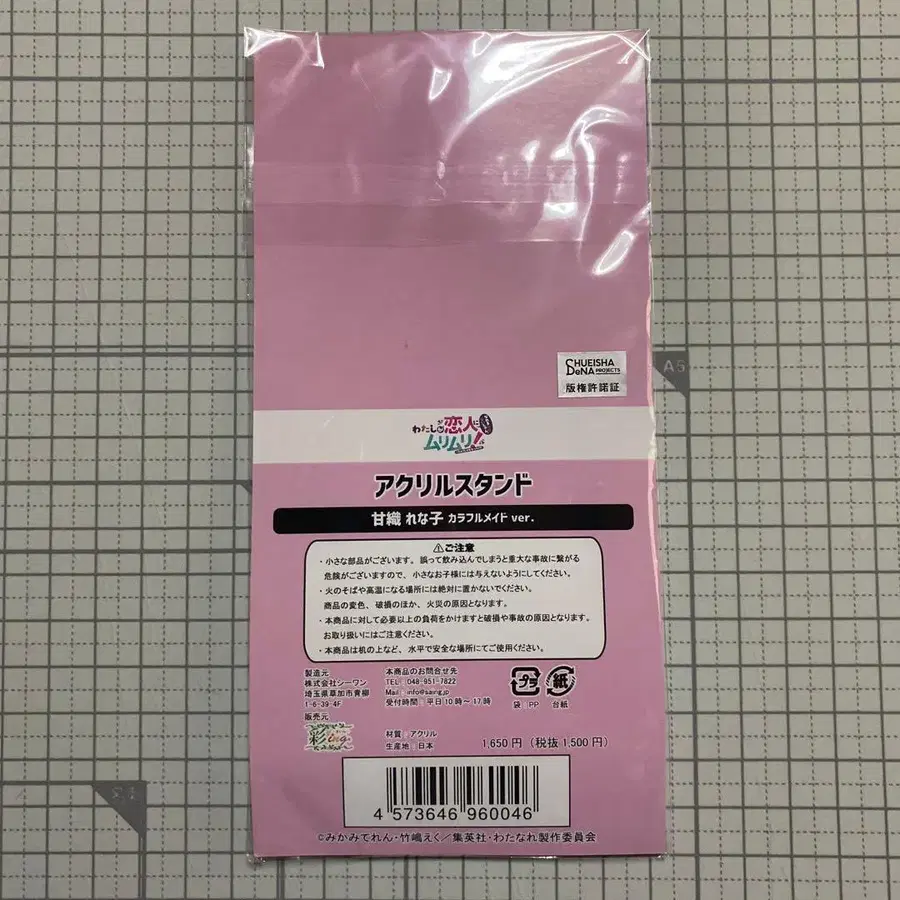 SHUEISHA
DeNA PROJECTS
版権許諾証
A5
わたしが恋人に
ムリムリ!
アクリルスタンド
甘織 れな子 カラフルメイド ver.
⚠ご注意
・小さな部品がございます。誤って飲み込んでしまうと重大な事故に繋がる
危険がございますので、小さなお子様には与えないようにしてください。
・火のそばや高温になる場所には絶対に置かないでください。
商品の変色、破損のほか、火災の原因となります。
・本商品に対して必要以上の負荷をかけますと破損や事故の原因となります。
お取り扱いにはご注意ください。
・本商品は机の上など、水平で安全な場所にてご使用ください。
製造元
株式会社シーワン
埼玉県草加市青柳
1-6-39-4F
販売元
彩ing.
本商品のお問合せ先
TEL : 048-951-7822
Mail : info@saing.jp
受付時間 : 平日10時～17時
材質 : アクリル
生産地 : 日本
プラ
袋 : PP
紙
台紙
1,650円 (税抜1,500円)
4 573646 960046
©みかみてれん・竹嶋えく／集英社・わたなれ製作委員会